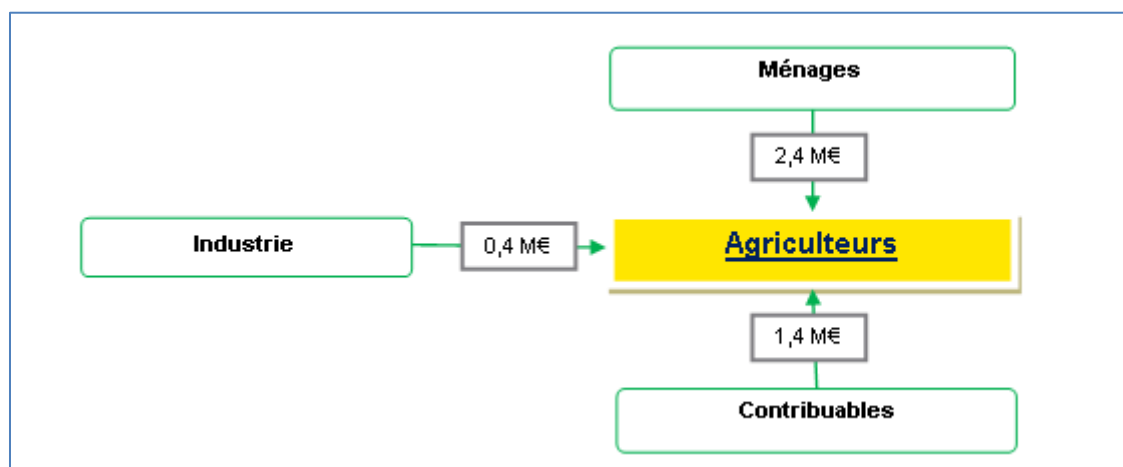 Ménages
2,4 M€
Industrie
0,4 M€
Agriculteurs
1,4 M€
Contribuables